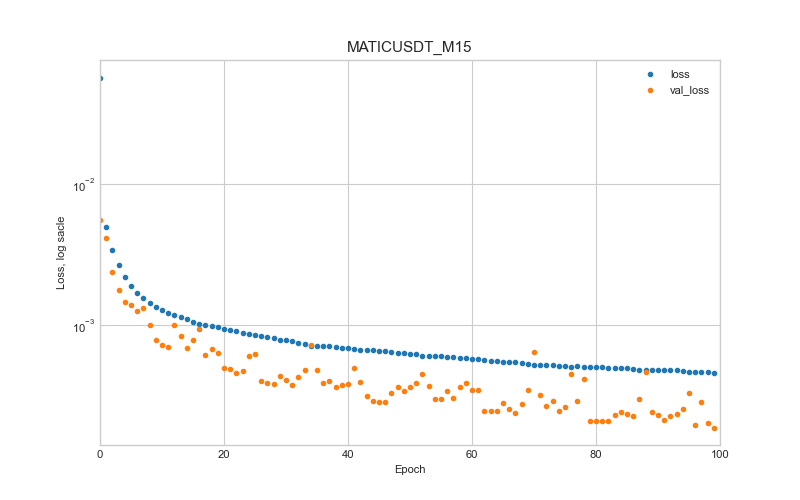 MATICUSDT_M15
loss
val_loss
10⁻²
10⁻³
Loss, log sacle
0 20 40 60 80 100
Epoch